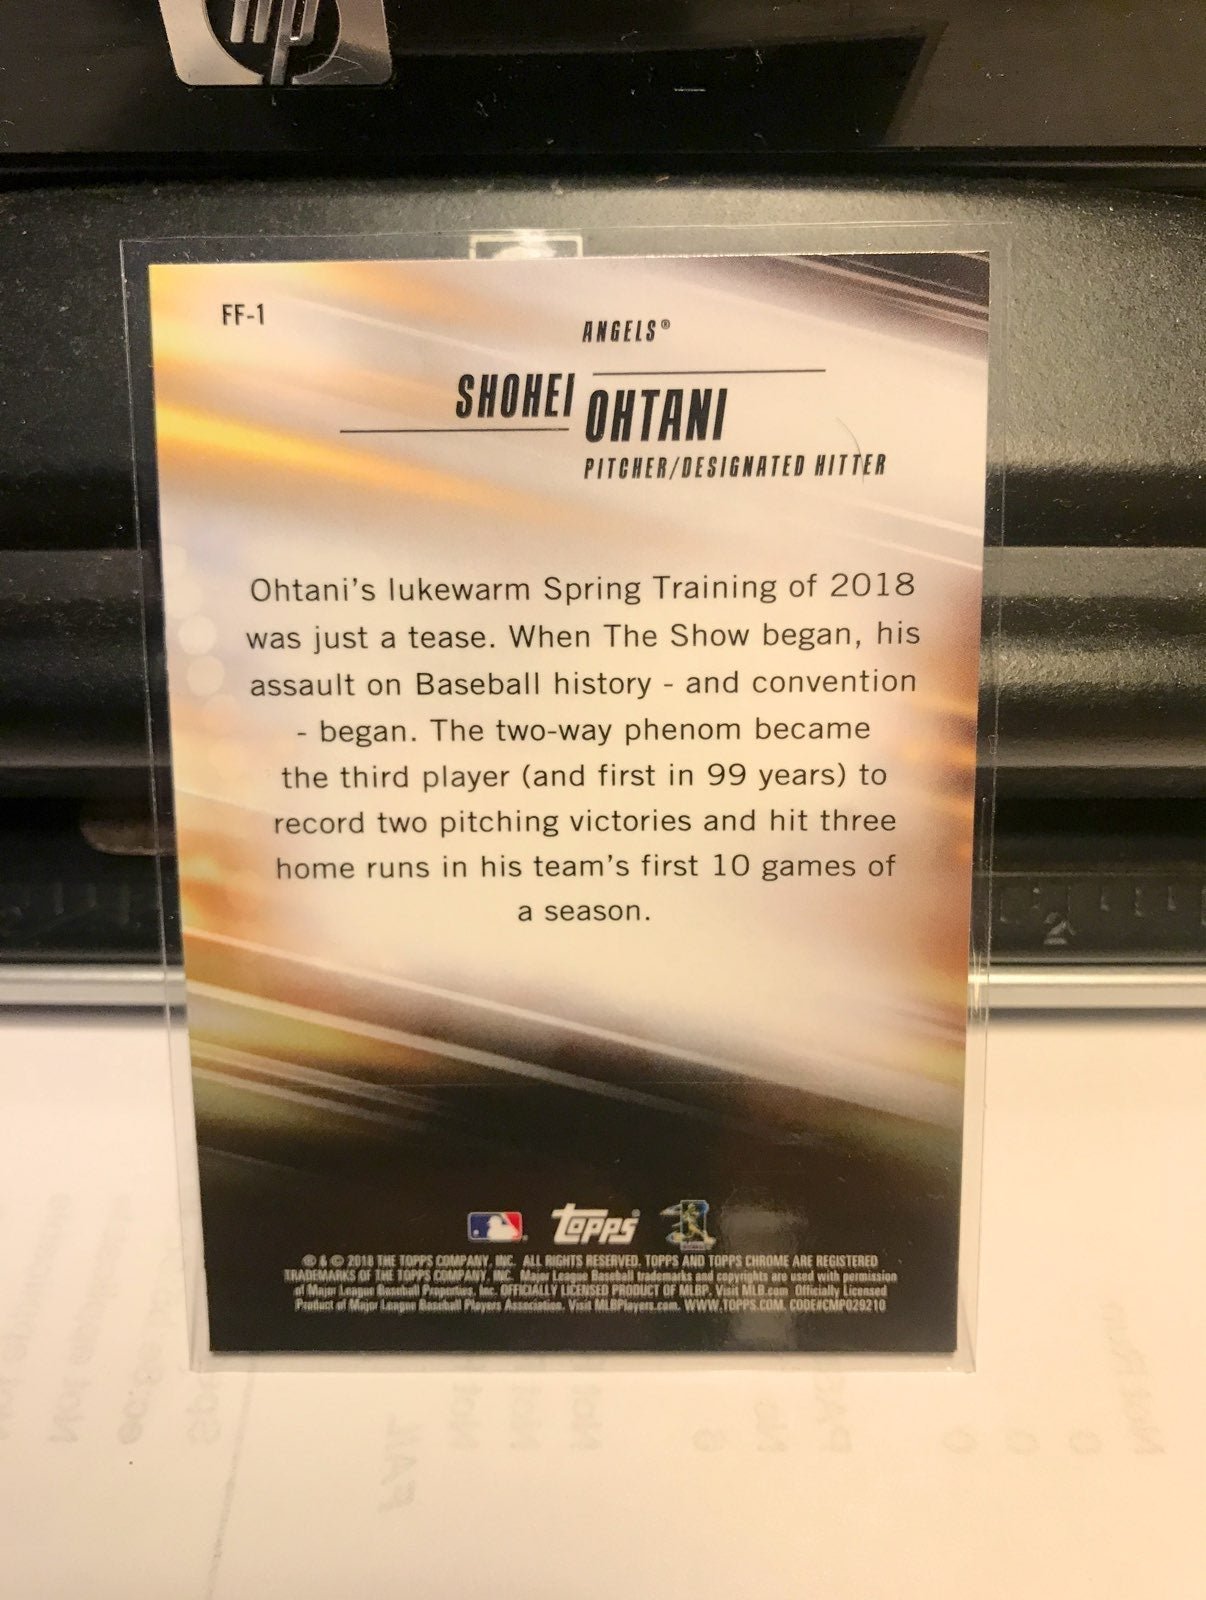 hp
FF-1
ANGELS®
SHOHEI OHTANI
PITCHER/DESIGNATED HITTER
Ohtani's lukewarm Spring Training of 2018
was just a tease. When The Show began, his
assault on Baseball history - and convention
- began. The two-way phenom became
the third player (and first in 99 years) to
record two pitching victories and hit three
home runs in his team's first 10 games of
a season.
Topps
® & © 2018 THE TOPPS COMPANY, INC. ALL RIGHTS RESERVED. TOPPS AND TOPPS CHROME ARE REGISTERED
TRADEMARKS OF THE TOPPS COMPANY, INC. Major League Baseball trademarks and copyrights are used with permission
of Major League Baseball Properties, Inc. OFFICIALLY LICENSED PRODUCT OF MLBP. Visit MLB.com Officially Licensed
Product of Major League Baseball Players Association. Visit MLBPlayers.com. WWW.TOPPS.COM. CODE#CMP029210
FAIL